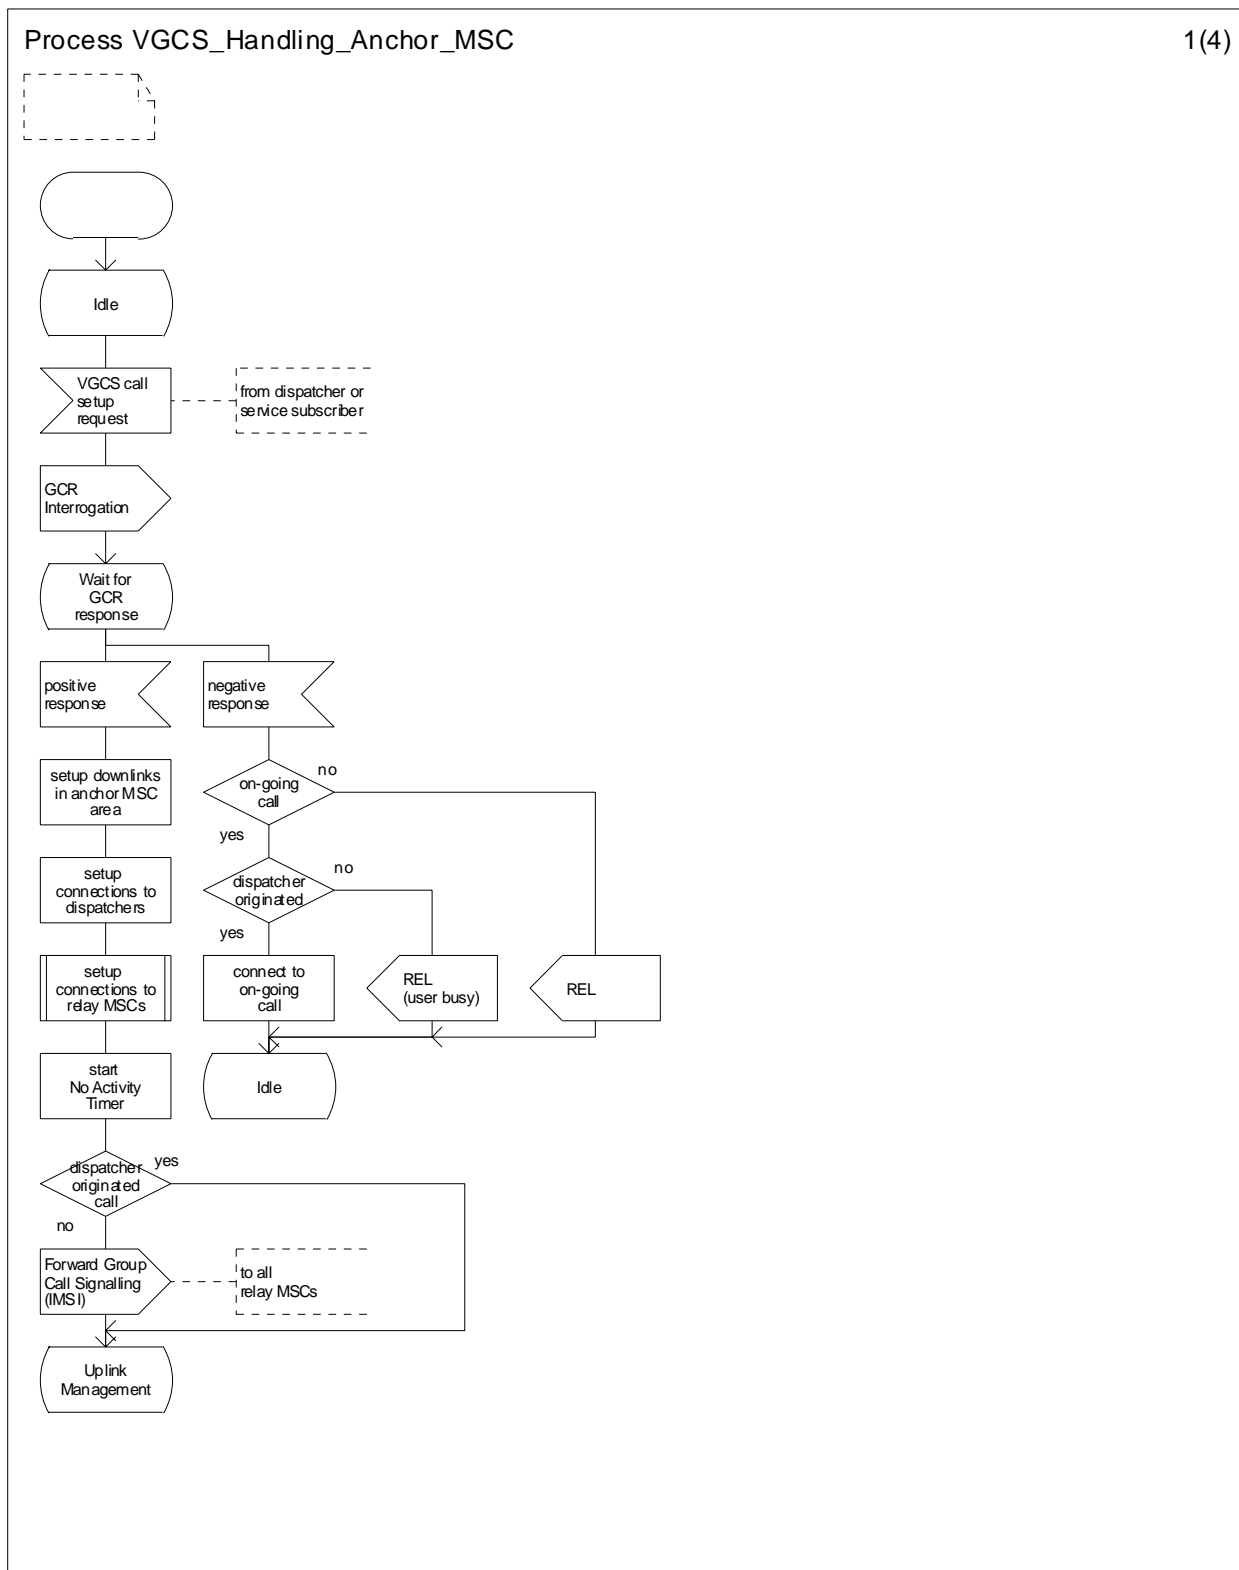 Process VGCS_Handling_Anchor_MSC
1(4)
Idle
VGCS call
setup
request
from dispatcher or
service subscriber
GCR
Interrogation
Wait for
GCR
response
positive
response
negative
response
setup downlinks
in anchor MSC
area
on-going
call
no
yes
setup
connections to
dispatchers
dispatcher
originated
no
yes
setup
connections to
relay MSCs
connect to
on-going
call
REL
(user busy)
REL
start
No Activity
Timer
Idle
dispatcher
originated
call
yes
no
Forward Group
Call Signalling
(IMSI)
to all
relay MSCs
Uplink
Management